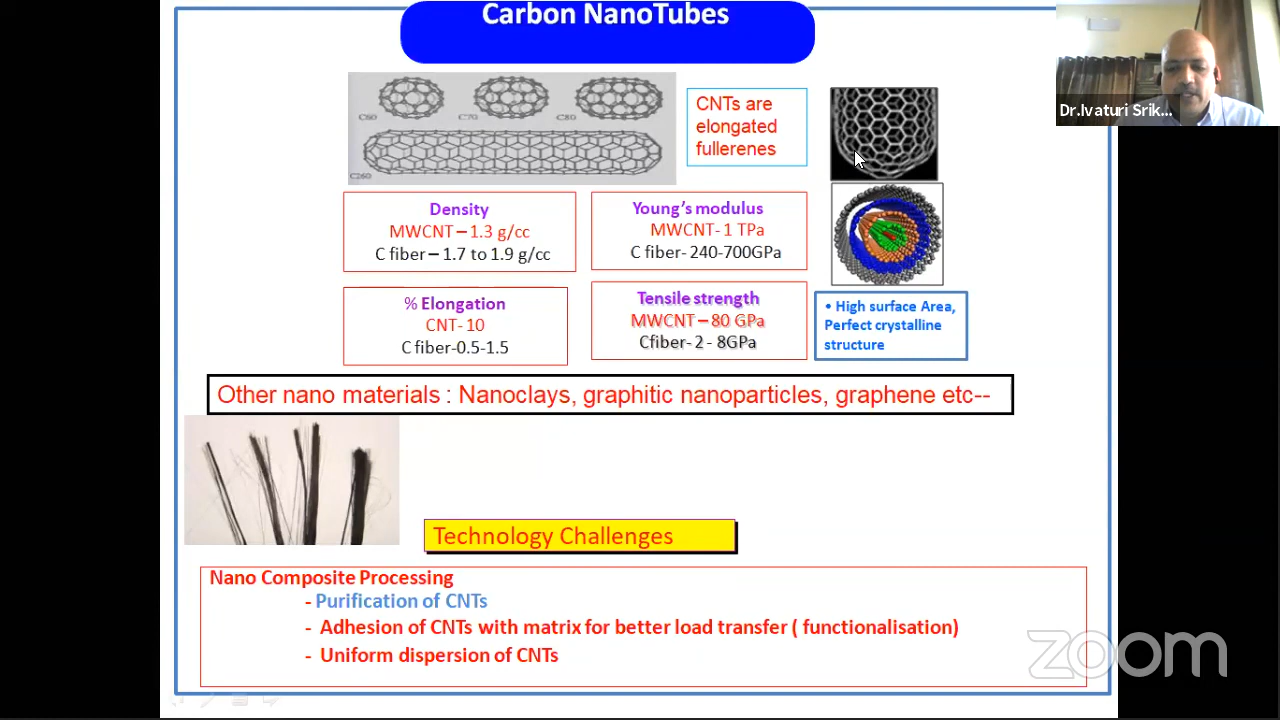 Carbon NanoTubes
C60
C70
C80
C260
CNTs are
elongated
fullerenes
Dr.Ivaturi Srik...
Density
MWCNT – 1.3 g/cc
C fiber – 1.7 to 1.9 g/cc
Young's modulus
MWCNT- 1 TPa
C fiber- 240-700GPa
% Elongation
CNT- 10
C fiber-0.5-1.5
Tensile strength
MWCNT – 80 GPa
Cfiber- 2 - 8GPa
• High surface Area,
Perfect crystalline
structure
Other nano materials : Nanoclays, graphitic nanoparticles, graphene etc--
Technology Challenges
Nano Composite Processing
- Purification of CNTs
- Adhesion of CNTs with matrix for better load transfer ( functionalisation)
- Uniform dispersion of CNTs
zoom